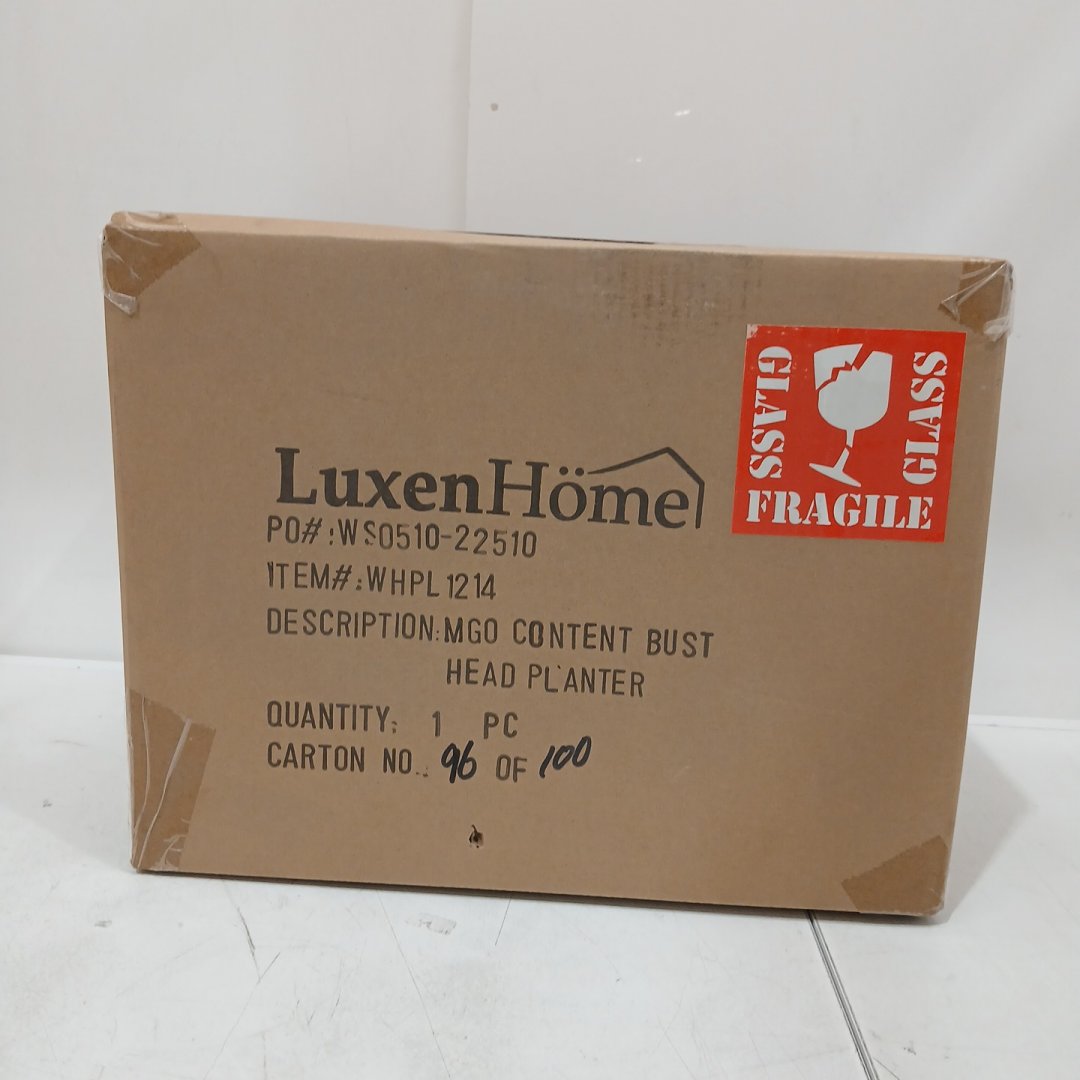 GLASS
GLASS
FRAGILE
LuxenHöme
PO#:WS0510-22510
ITEM#:WHPL1214
DESCRIPTION:MGO CONTENT BUST
HEAD PLANTER
QUANTITY: 1 PC
CARTON NO.: 96 OF 100